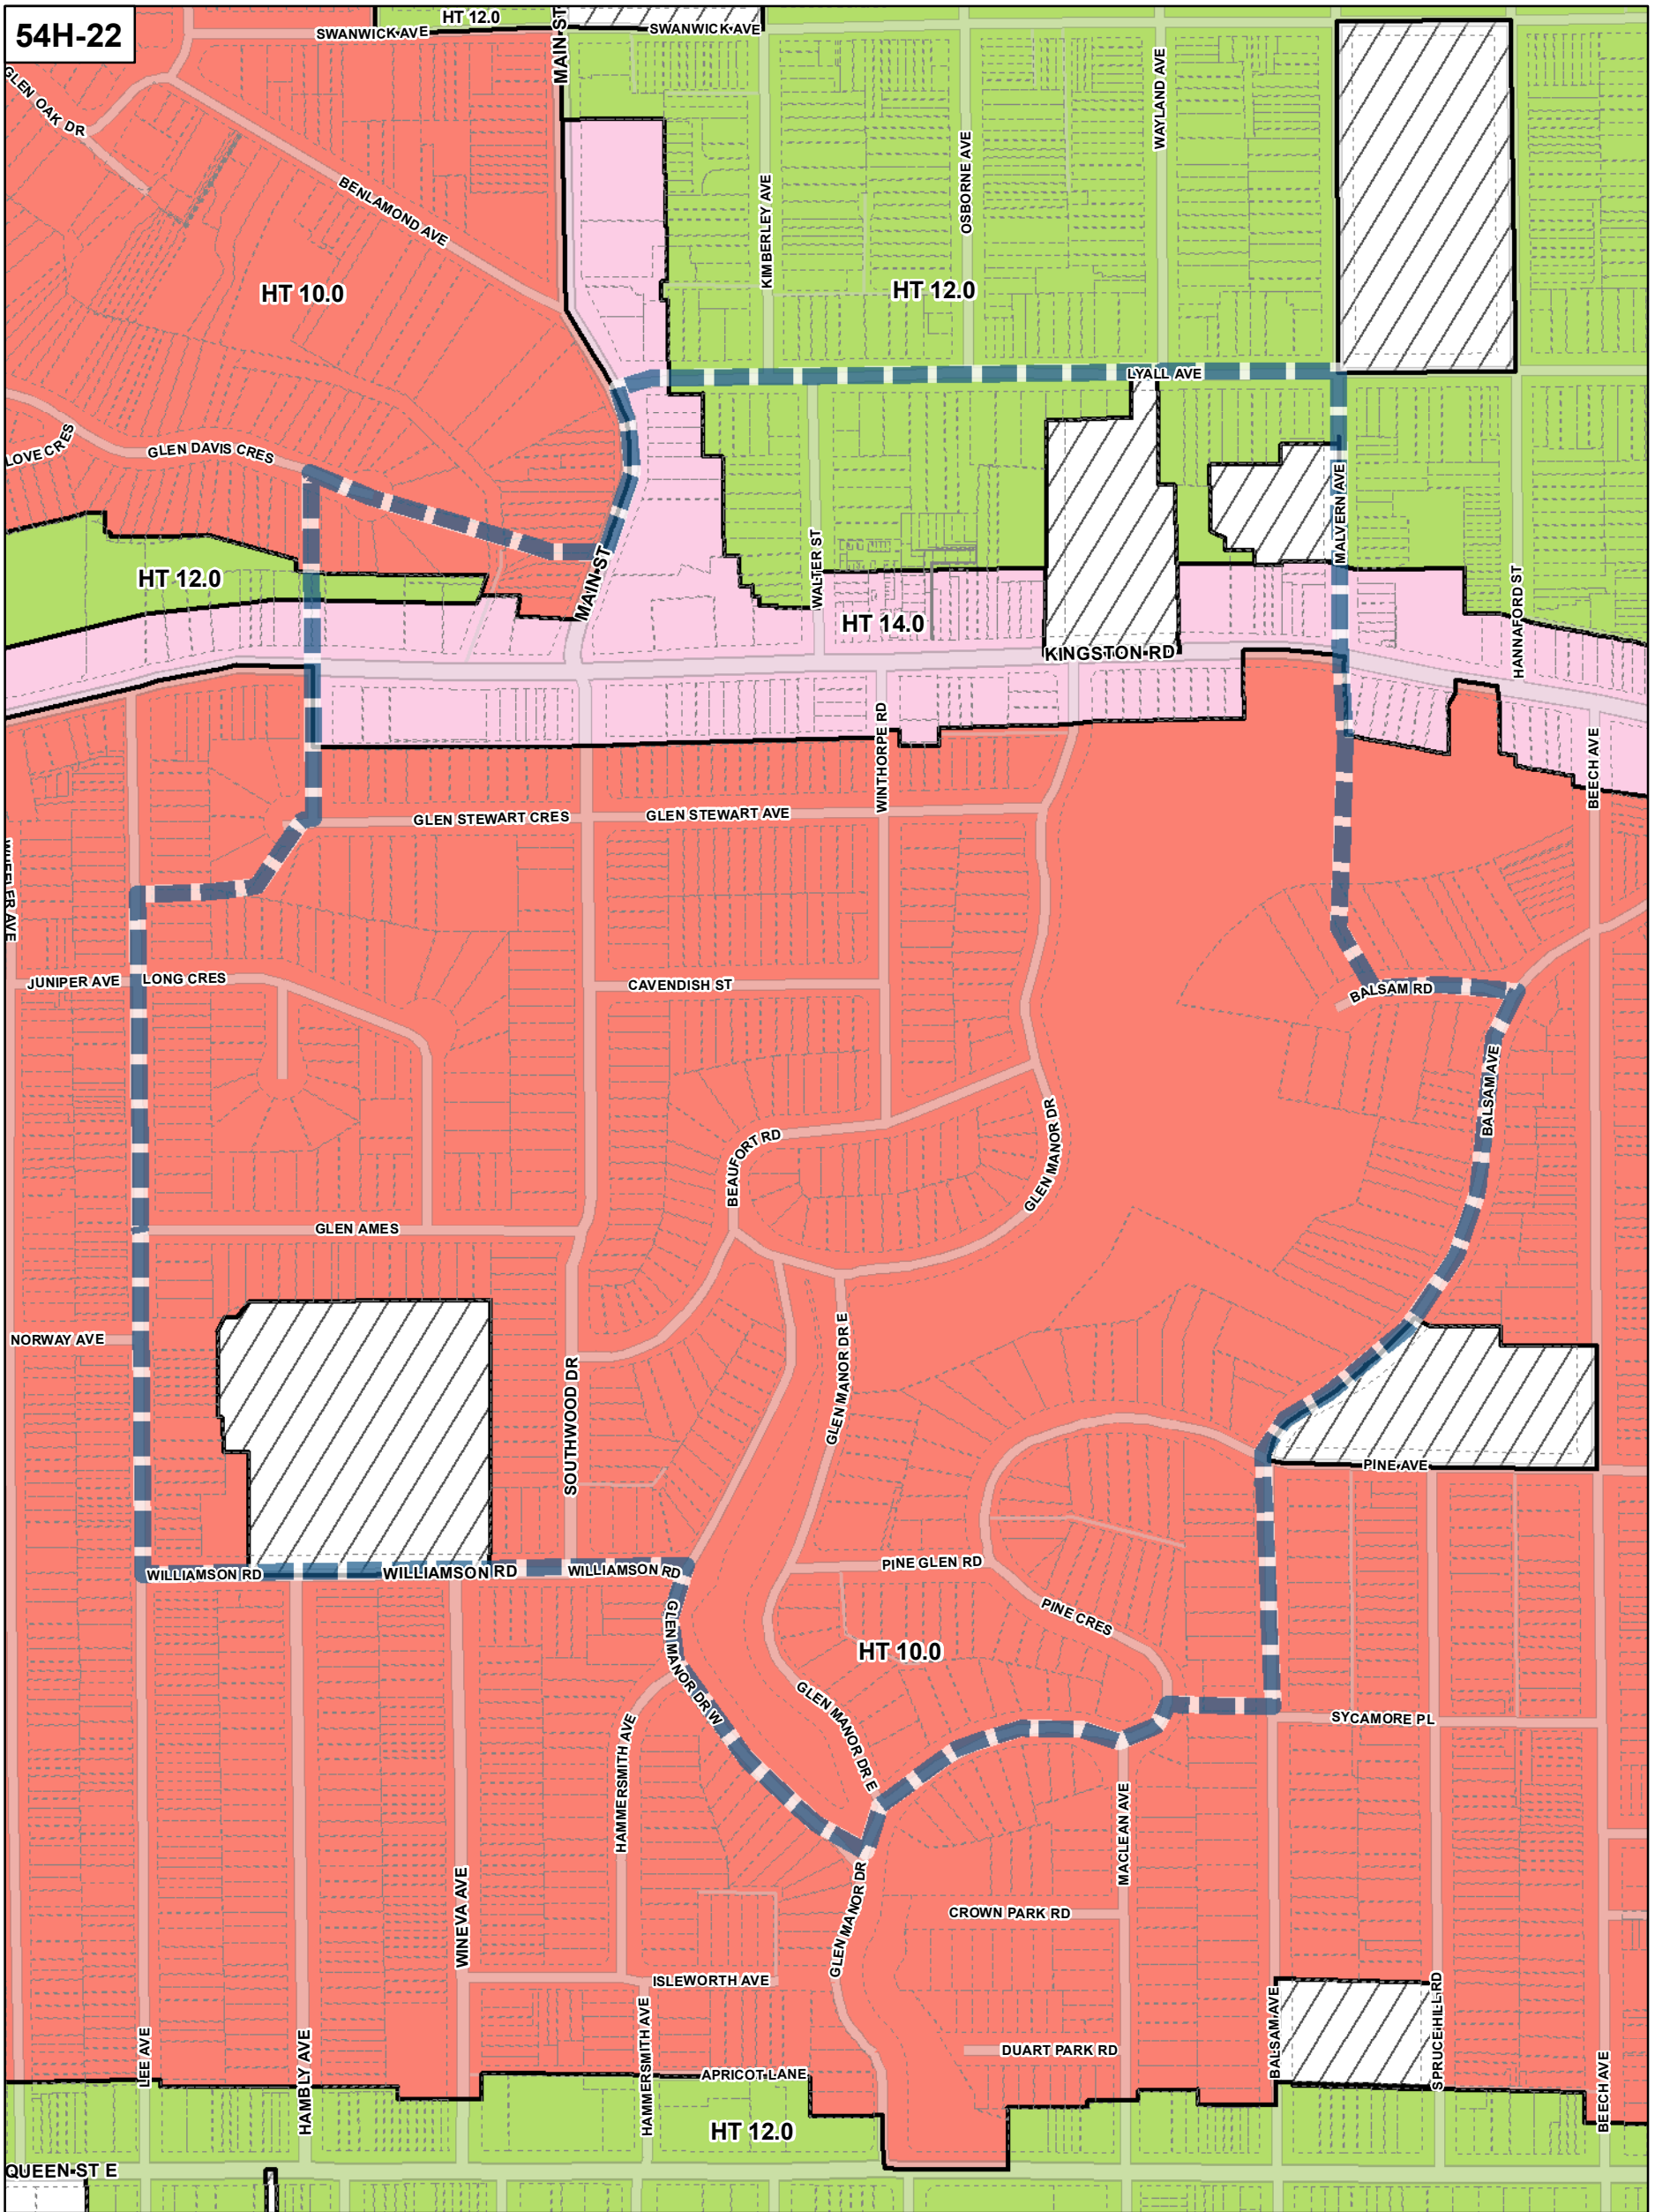 54H-22
HT 12.0
SWANWICK AVE
MAIN ST
SWANWICK AVE
GLEN OAK DR
WAYLAND AVE
OSBORNE AVE
KIMBERLEY AVE
BENLAMOND AVE
HT 10.0
HT 12.0
LYALL AVE
GLEN DAVIS CRES
LOVE CRES
MALVERN AVE
HT 12.0
MAIN ST
WALTER ST
HANNAFORD ST
HT 14.0
KINGSTON RD
WINTHORPE RD
BEECH AVE
GLEN STEWART CRES
GLEN STEWART AVE
WHEELER AVE
JUNIPER AVE
LONG CRES
CAVENDISH ST
BALSAM RD
BALSAM AVE
BEAUFORT RD
GLEN MANOR DR
GLEN AMES
NORWAY AVE
GLEN MANOR DR E
SOUTHWOOD DR
PINE AVE
WILLIAMSON RD
WILLIAMSON RD
WILLIAMSON RD
PINE GLEN RD
PINE CRES
GLEN MANOR DR W
HT 10.0
GLEN MANOR DR E
SYCAMORE PL
HAMMERSMITH AVE
MACLEAN AVE
WINEVA AVE
GLEN MANOR DR
CROWN PARK RD
ISLEWORTH AVE
LEE AVE
HAMBLY AVE
HAMMERSMITH AVE
DUART PARK RD
BALSAM AVE
SPRUCE HILL RD
BEECH AVE
APRICOT LANE
HT 12.0
QUEEN ST E